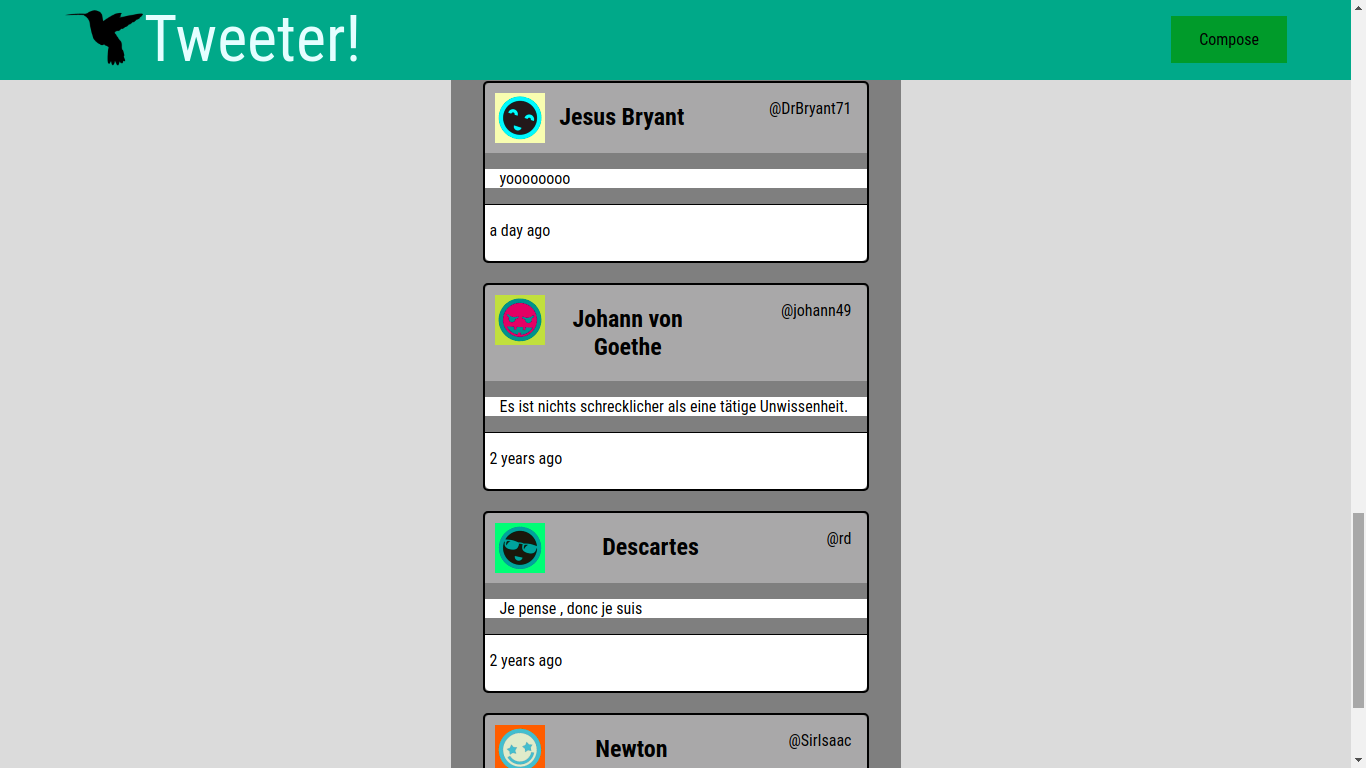 Tweeter!
Compose
Jesus Bryant
@DrBryant71
yoooooooo
a day ago
Johann von
Goethe
@johann49
Es ist nichts schrecklicher als eine tätige Unwissenheit.
2 years ago
Descartes
@rd
Je pense , donc je suis
2 years ago
Newton
@SirIsaac